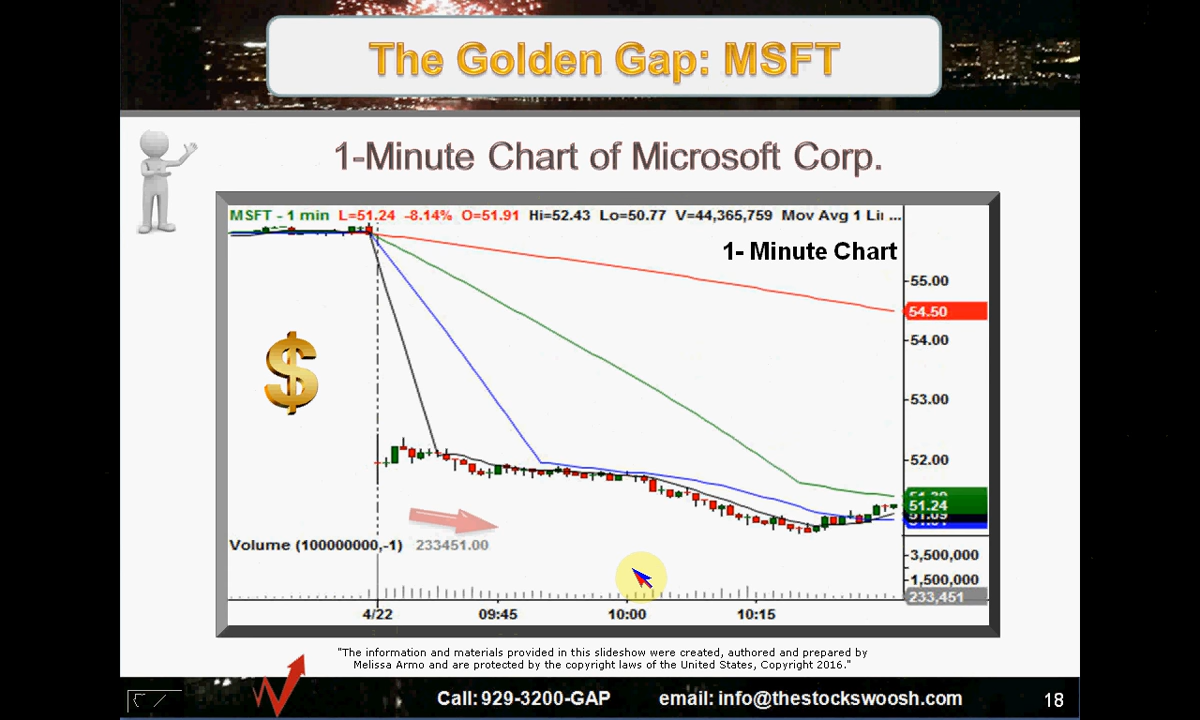 The Golden Gap: MSFT
1-Minute Chart of Microsoft Corp.
MSFT - 1 min L=51.24 -8.14% O=51.91 Hi=52.43 Lo=50.77 V=44,365,759 Mov Avg 1 Lii ...
1- Minute Chart
55.00
54.50
54.00
53.00
52.00
51.24
$
Volume (100000000,-1) 233451.00
3,500,000
1,500,000
233,451
4/22 09:45 10:00 10:15
"The information and materials provided in this slideshow were created, authored and prepared by
Melissa Armo and are protected by the copyright laws of the United States, Copyright 2016."
Call: 929-3200-GAP email: info@thestockswoosh.com 18